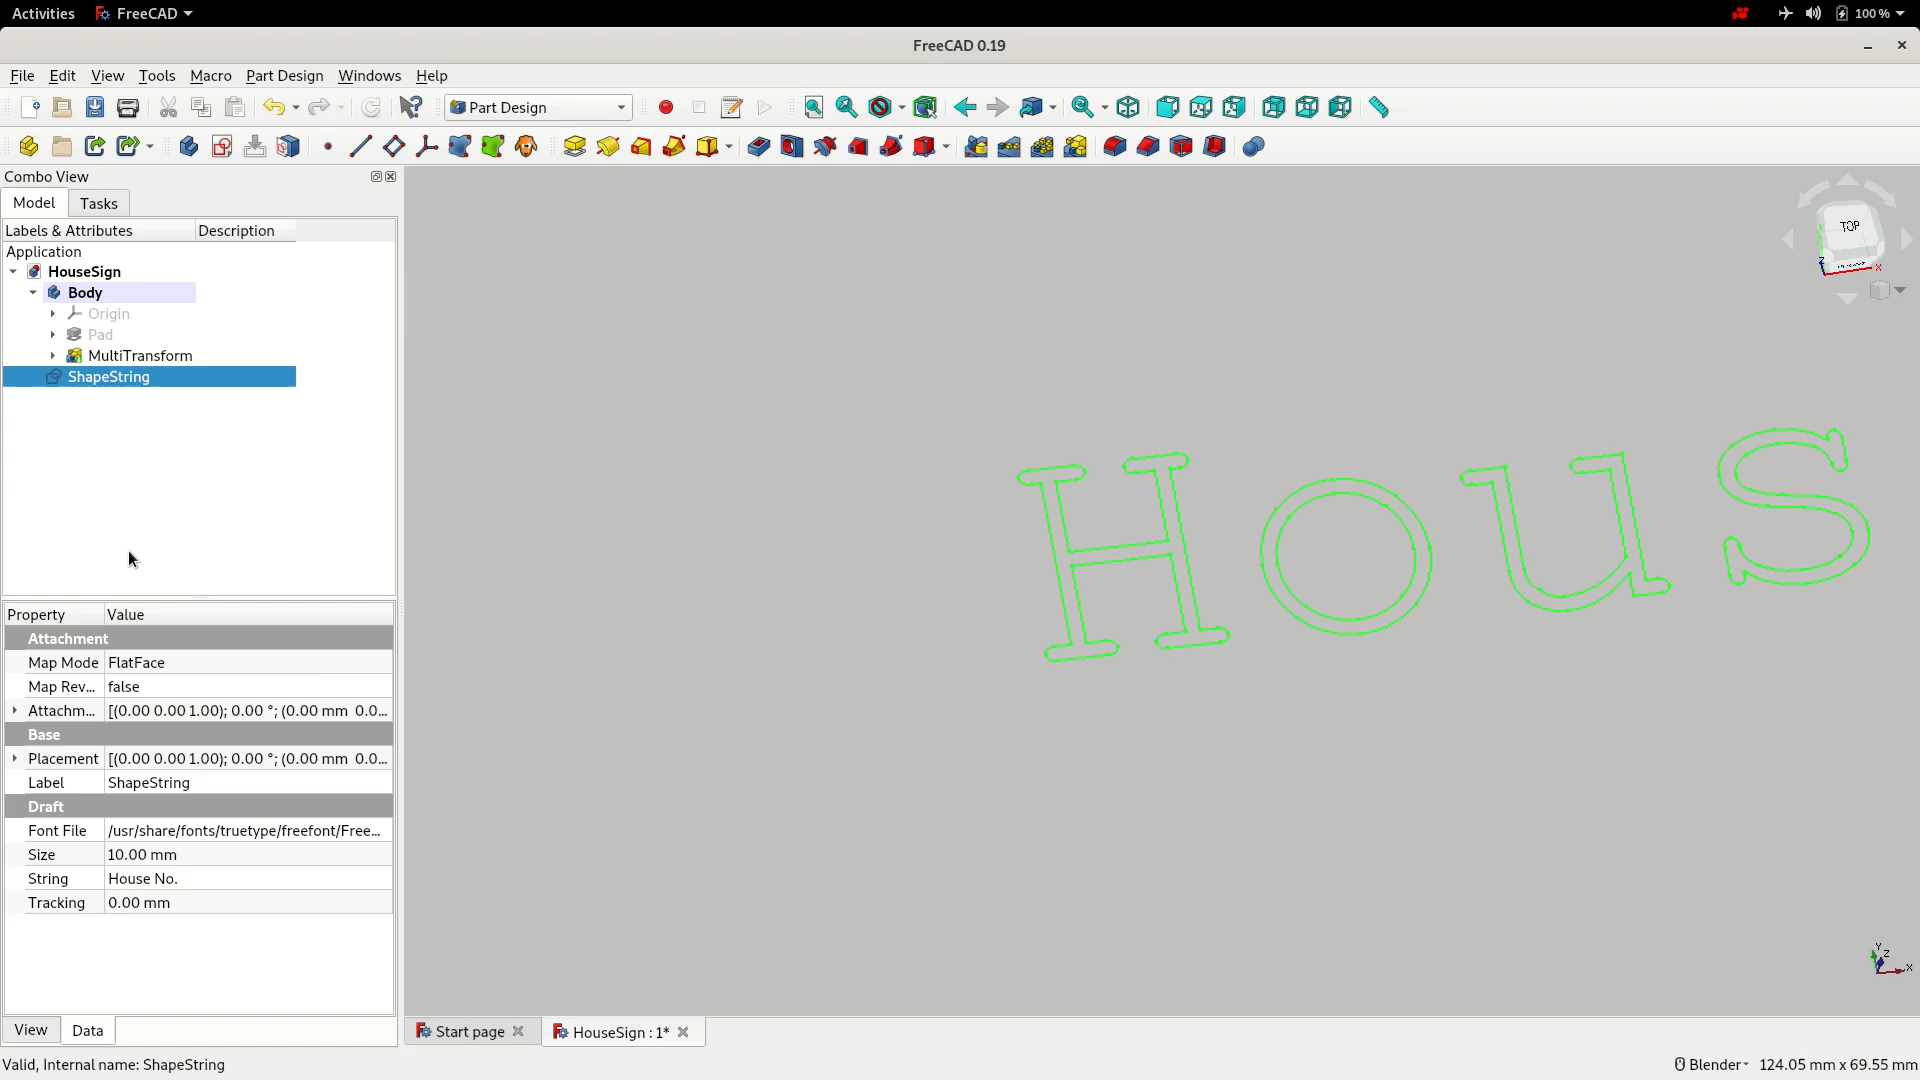 Activities FreeCAD 100 %
FreeCAD 0.19
File Edit View Tools Macro Part Design Windows Help
Part Design
Combo View
Model Tasks
Labels & Attributes Description
Application
HouseSign
Body
Origin
Pad
MultiTransform
ShapeString
Property Value
Attachment
Map Mode FlatFace
Map Rev... false
Attachm... [(0.00 0.00 1.00); 0.00 °; (0.00 mm 0.0...
Base
Placement [(0.00 0.00 1.00); 0.00 °; (0.00 mm 0.0...
Label ShapeString
Draft
Font File /usr/share/fonts/truetype/freefont/Free...
Size 10.00 mm
String House No.
Tracking 0.00 mm
View Data
TOP
Z X
Hous
Y Z X
Start page HouseSign : 1*
Valid, Internal name: ShapeString
Blender 124.05 mm x 69.55 mm